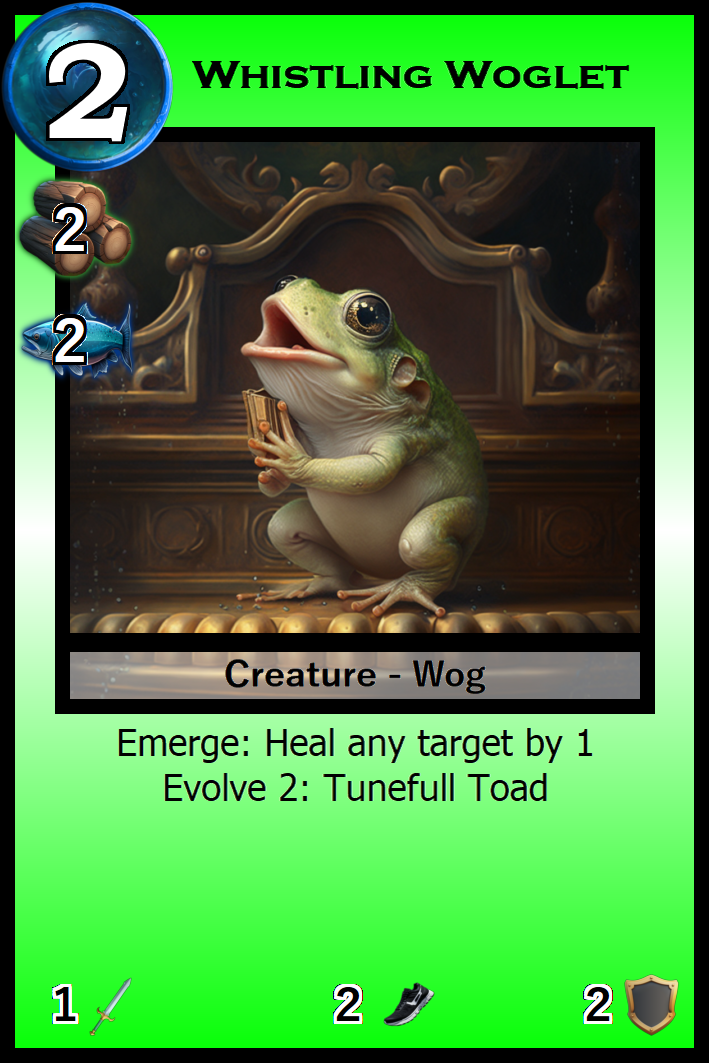 2
Whistling Woglet
2
2
Creature - Wog
Emerge: Heal any target by 1
Evolve 2: Tunefull Toad
1 2 2